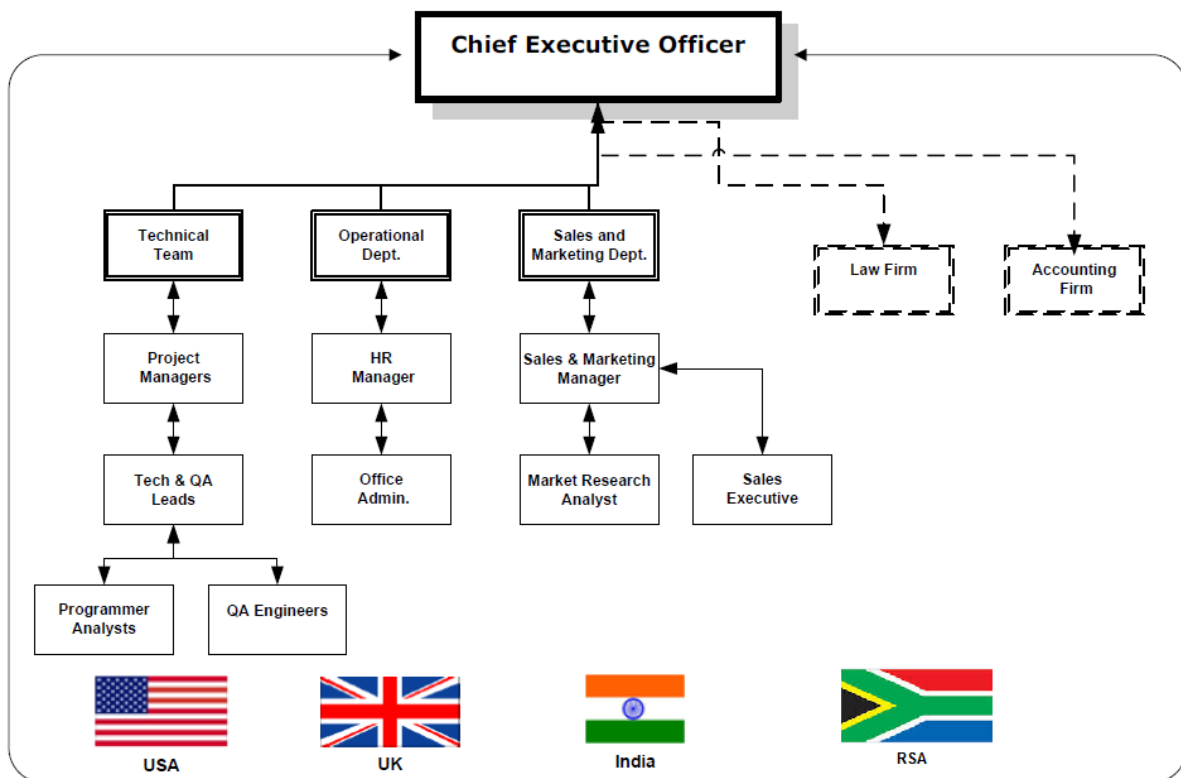 Chief Executive Officer
Technical
Team
Operational
Dept.
Sales and
Marketing Dept.
Law Firm
Accounting
Firm
Project
Managers
HR
Manager
Sales & Marketing
Manager
Tech & QA
Leads
Office
Admin.
Market Research
Analyst
Sales
Executive
Programmer
Analysts
QA Engineers
USA
UK
India
RSA